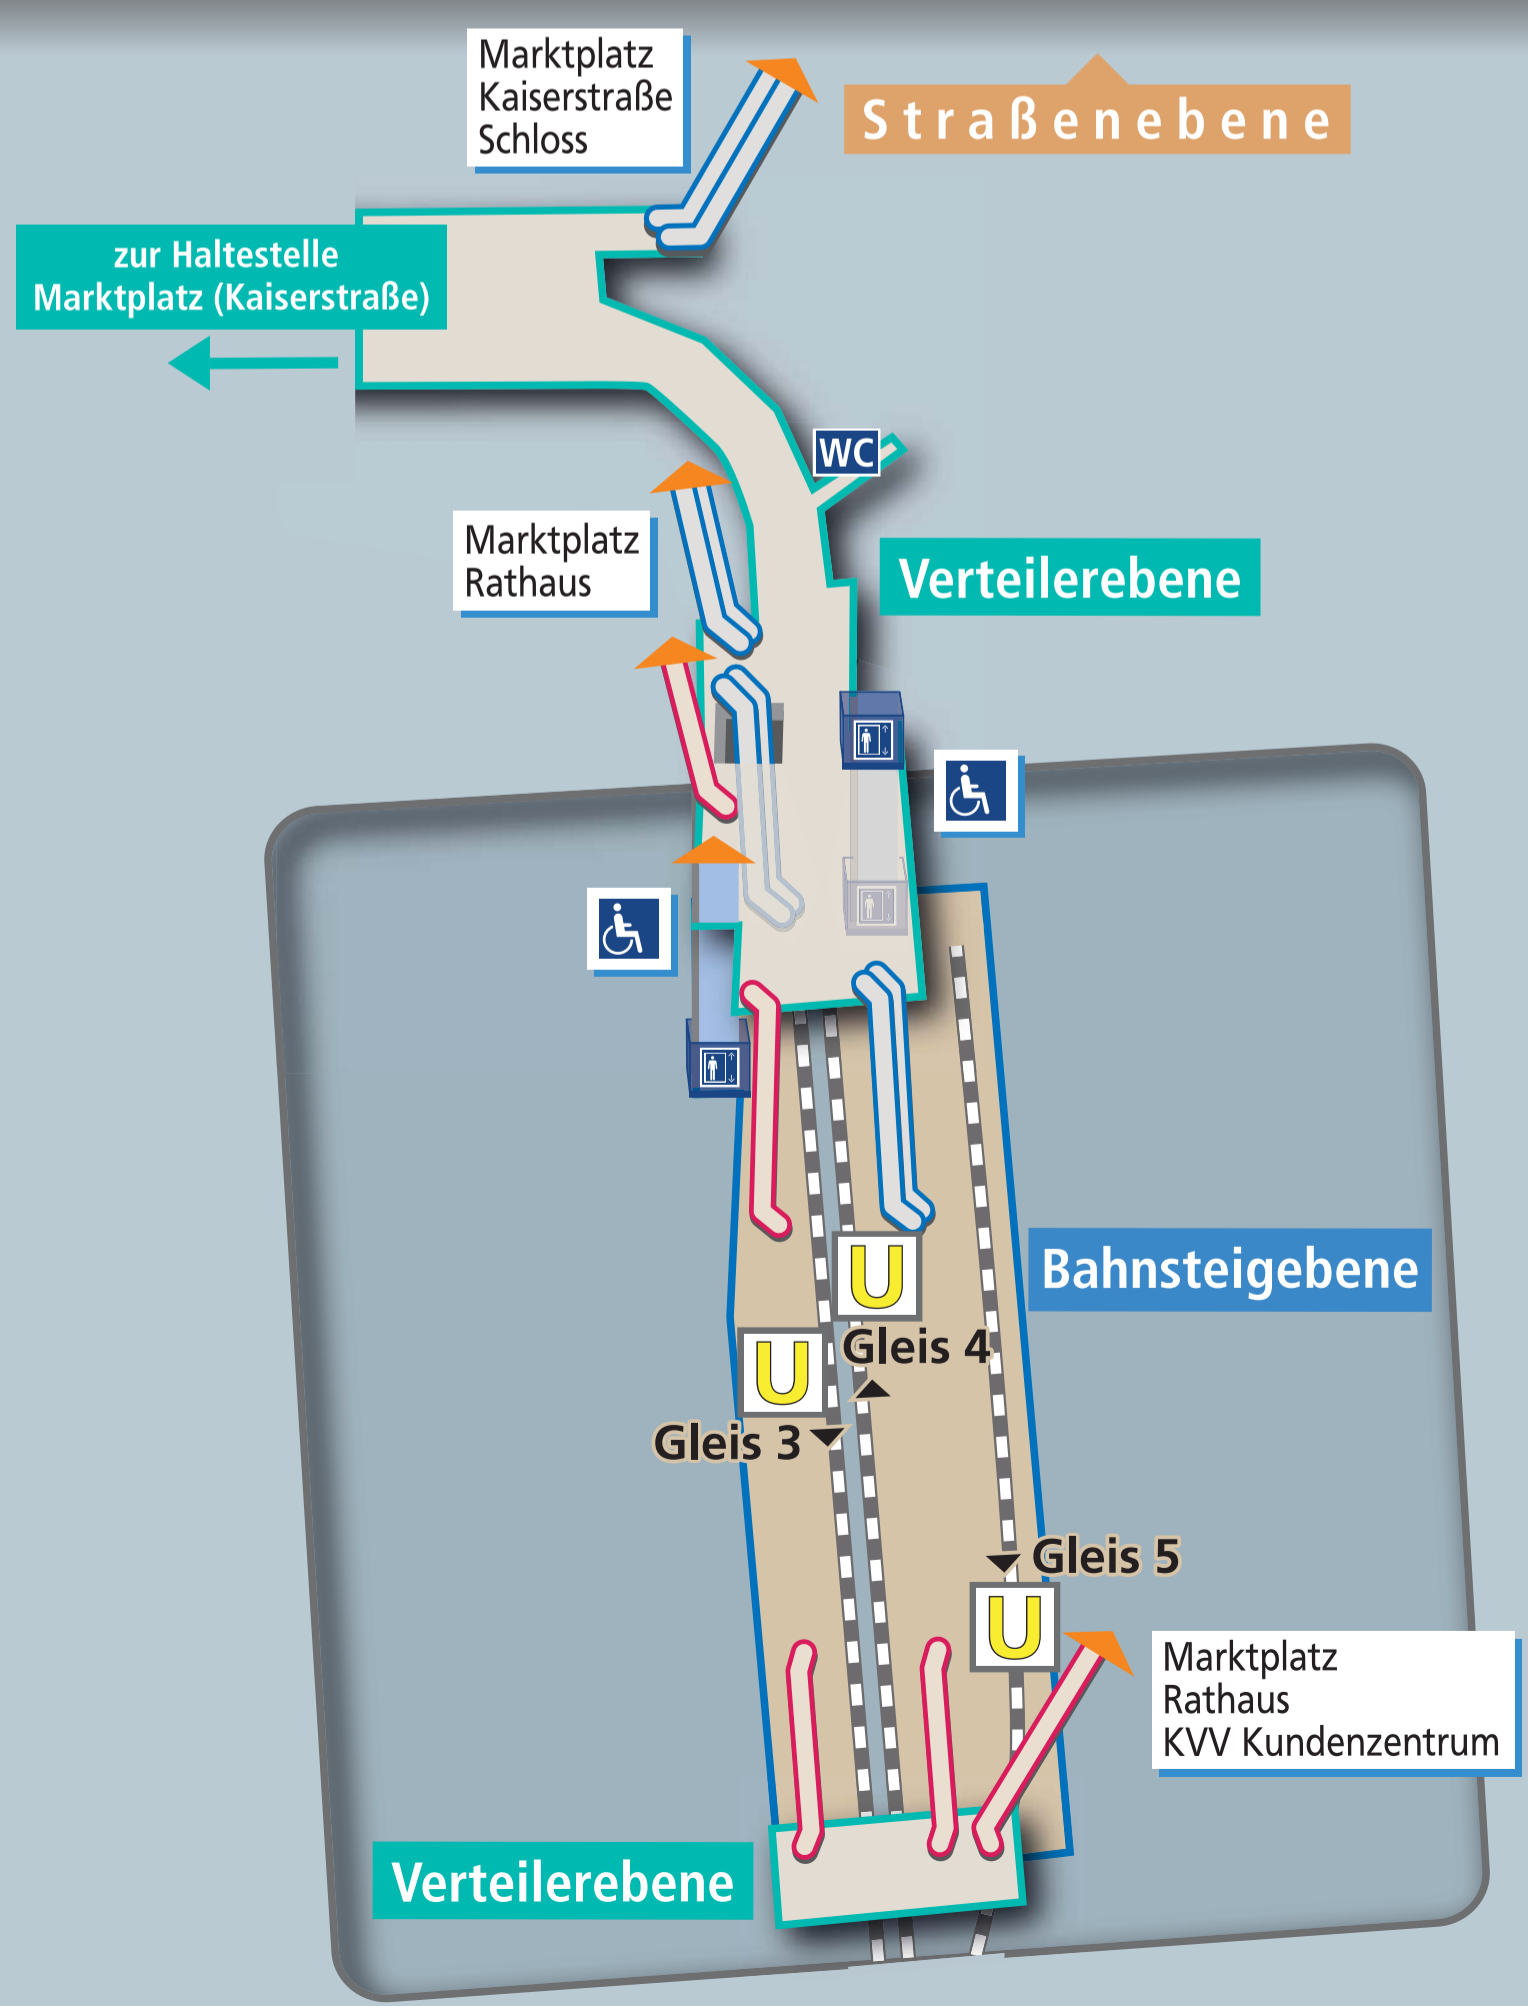 Marktplatz
Kaiserstraße
Schloss
Straßenebene
zur Haltestelle
Marktplatz (Kaiserstraße)
WC
Marktplatz
Rathaus
Verteilerebene
Bahnsteigebene
U
Gleis 4
U
Gleis 3
Gleis 5
U
Marktplatz
Rathaus
KVV Kundenzentrum
Verteilerebene